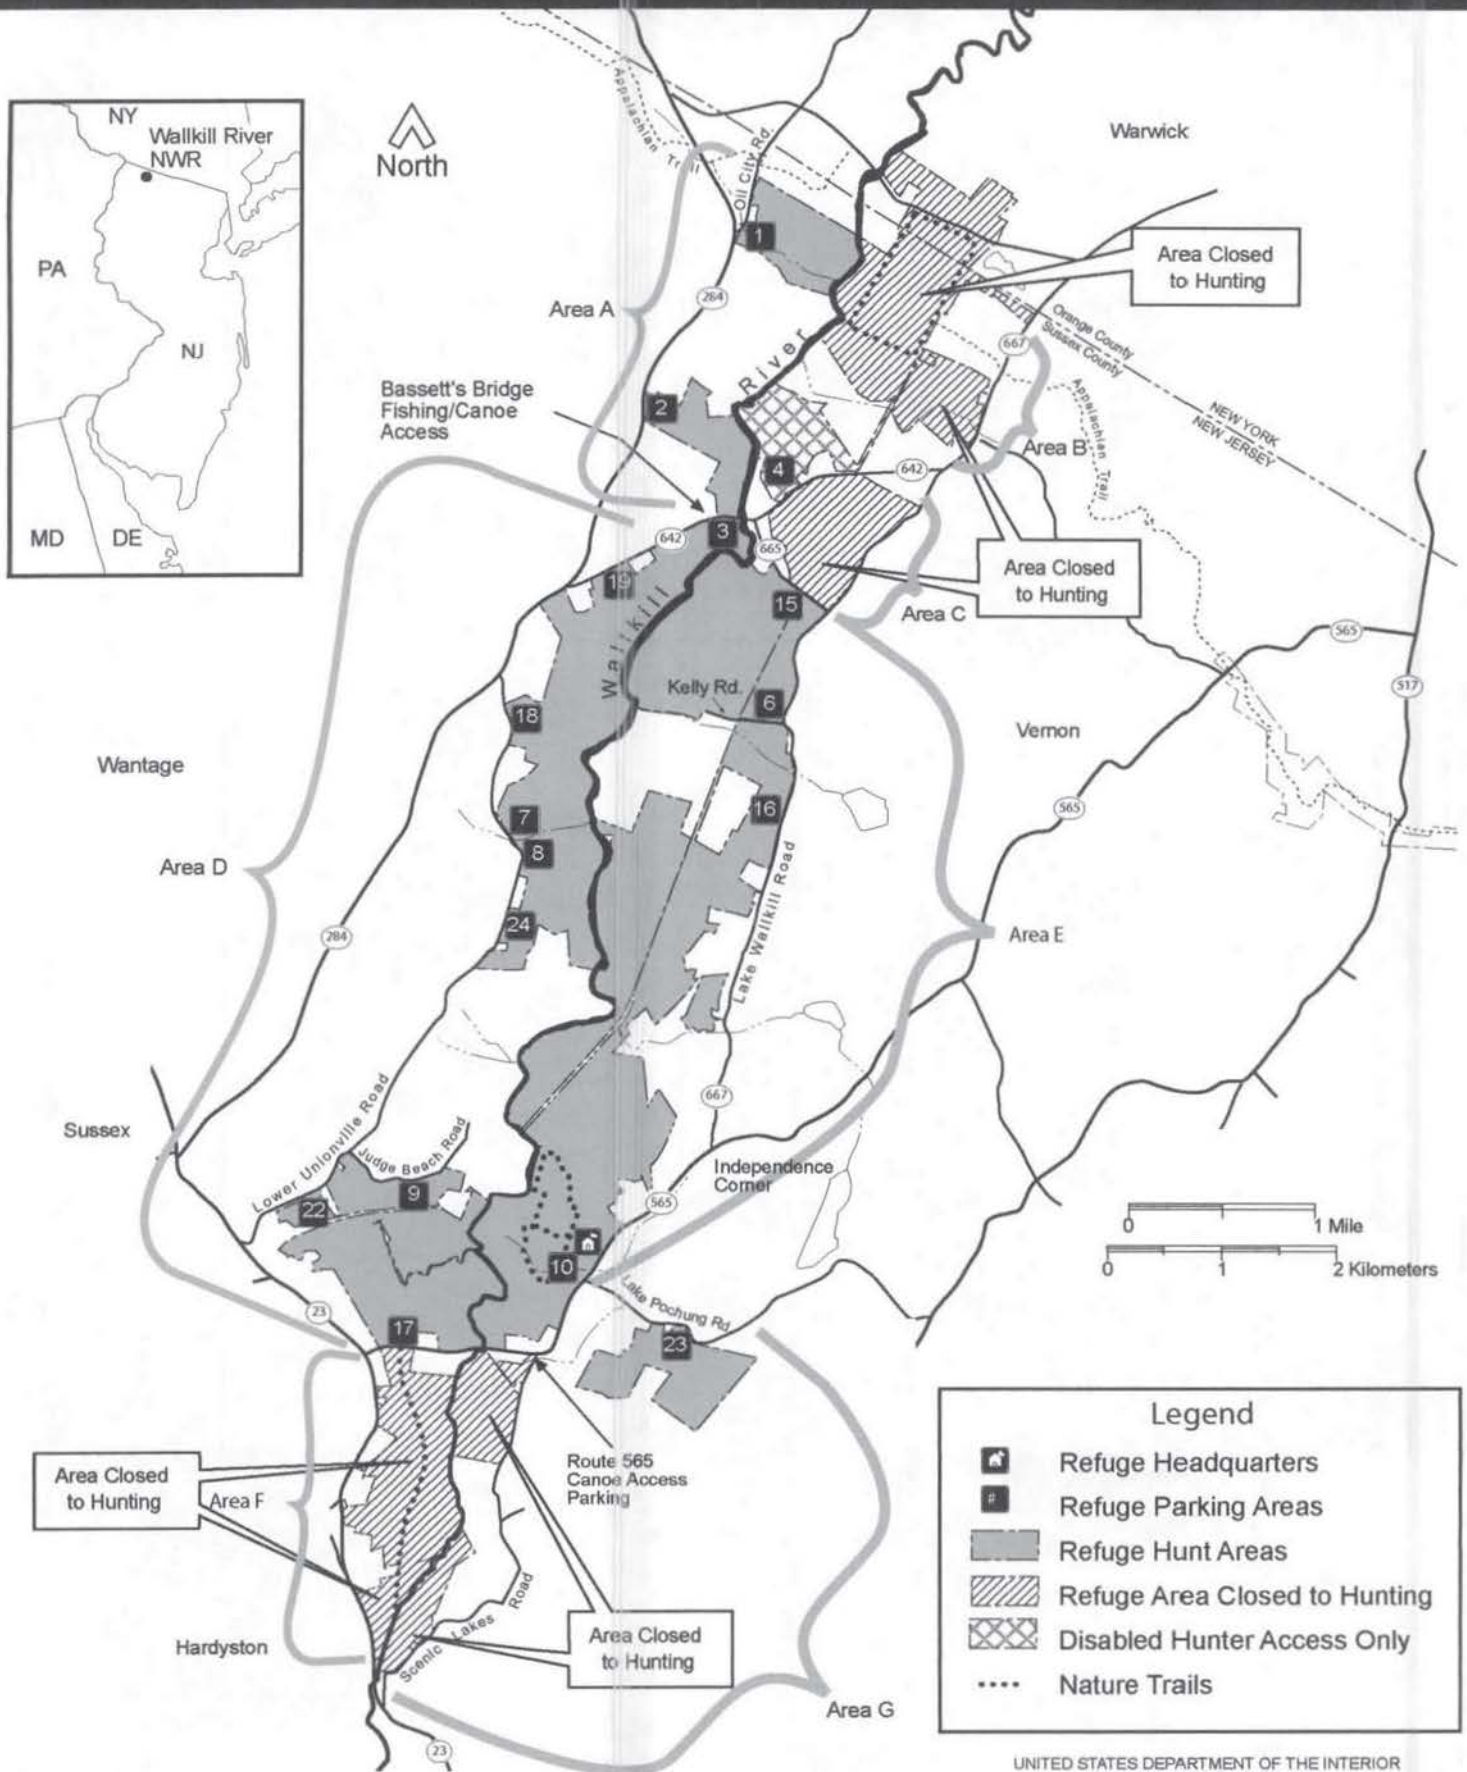 NY
Wallkill River
NWR
PA
NJ
MD
DE
North
Warwick
Appalachian
Trail
Oil City Rd.
1
Area Closed
to Hunting
Area A
284
River
Orange County
Sussex County
667
Bassett's Bridge
Fishing/Canoe
Access
2
NEW YORK
NEW JERSEY
Appalachian
Trail
Area B
4
642
3
642
665
Area Closed
to Hunting
19
15
Area C
565
Wallkill
Kelly Rd.
6
517
18
Vernon
Wantage
7
16
565
8
Area D
Lake Wallkill Road
24
284
Area E
667
Sussex
Lower Unionville Road
Judge Beach Road
Independence
Corner
9
22
565
0
1 Mile
0
1
2 Kilometers
10
Lake Pochung Rd
23
17
23
Legend
Refuge Headquarters
# Refuge Parking Areas
Refuge Hunt Areas
Refuge Area Closed to Hunting
Disabled Hunter Access Only
Nature Trails
Area Closed
to Hunting
Area F
Route 565
Canoe Access
Parking
Hardyston
Scenic Lakes Road
Area Closed
to Hunting
Area G
23
UNITED STATES DEPARTMENT OF THE INTERIOR